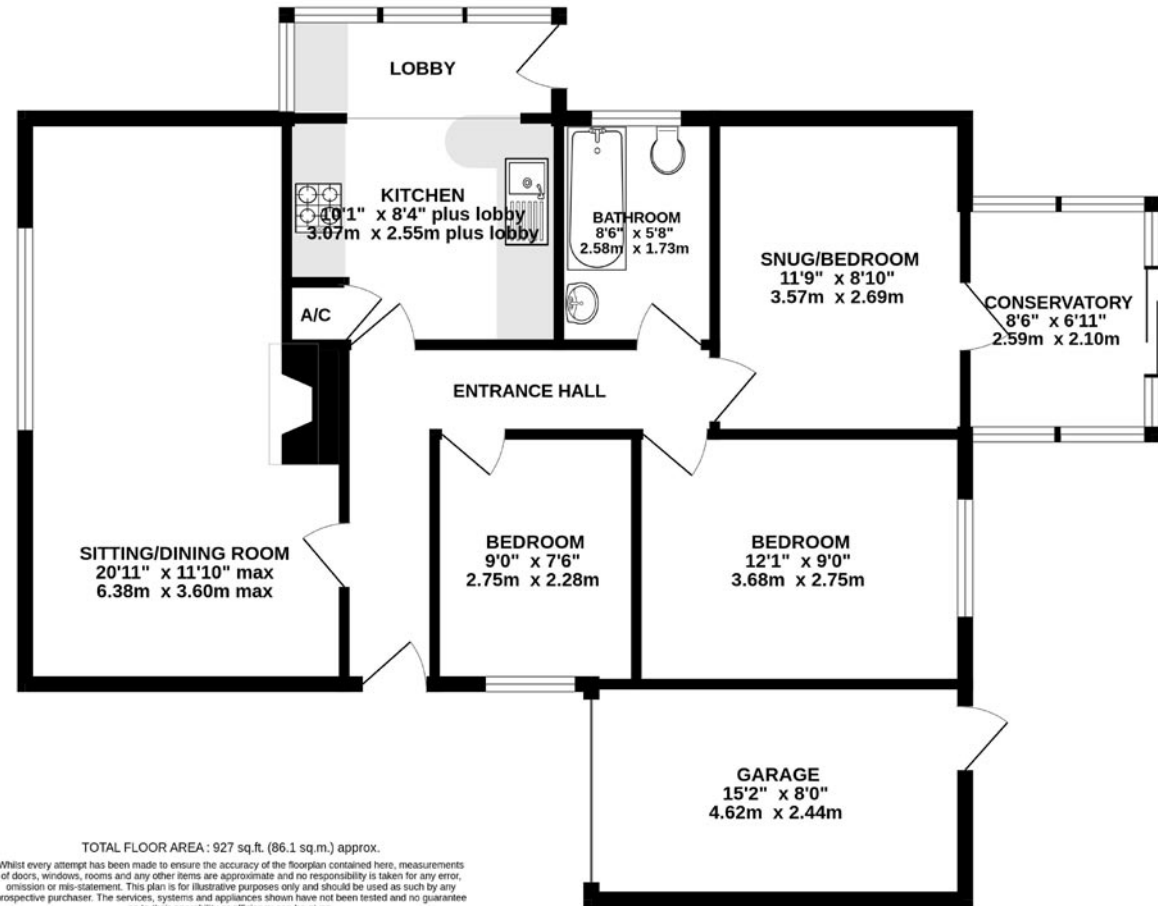 LOBBY
KITCHEN
10'1" x 8'4" plus lobby
3.07m x 2.55m plus lobby
BATHROOM
8'6" x 5'8"
2.58m x 1.73m
SNUG/BEDROOM
11'9" x 8'10"
3.57m x 2.69m
CONSERVATORY
8'6" x 6'11"
2.59m x 2.10m
A/C
ENTRANCE HALL
SITTING/DINING ROOM
20'11" x 11'10" max
6.38m x 3.60m max
BEDROOM
9'0" x 7'6"
2.75m x 2.28m
BEDROOM
12'1" x 9'0"
3.68m x 2.75m
GARAGE
15'2" x 8'0"
4.62m x 2.44m
TOTAL FLOOR AREA : 927 sq.ft. (86.1 sq.m.) approx.
Whilst every attempt has been made to ensure the accuracy of the floorplan contained here, measurements
of doors, windows, rooms and any other items are approximate and no responsibility is taken for any error,
omission or mis-statement. This plan is for illustrative purposes only and should be used as such by any
rospective purchaser. The services, systems and appliances shown have not been tested and no guarantee